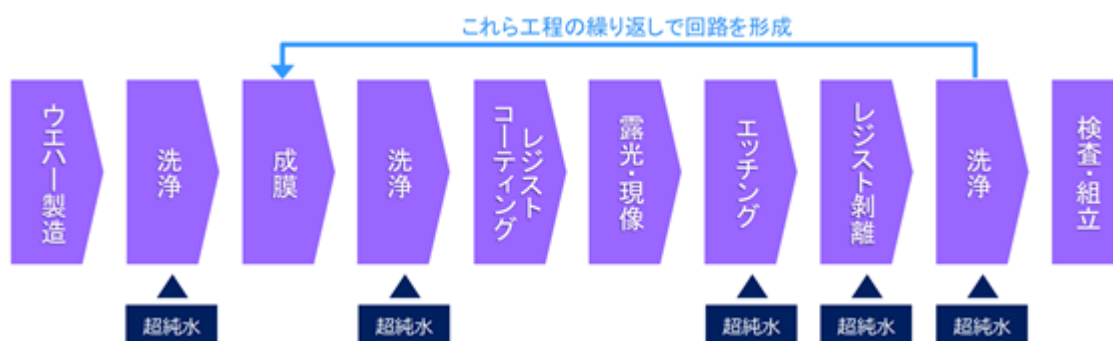 これら工程の繰り返しで回路を形成
ウエハー製造
洗浄
成膜
洗浄
レジスト
コーティング
露光・現像
エッチング
レジスト剥離
洗浄
検査・組立
超純水
超純水
超純水
超純水
超純水